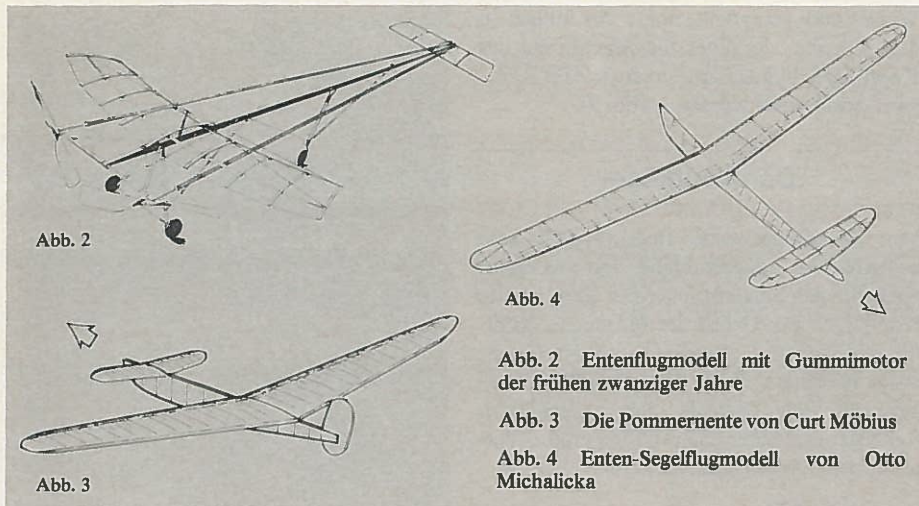 Abb. 2
Abb. 4
Abb. 3
Abb. 2 Entenflugmodell mit Gummimotor
der frühen zwanziger Jahre
Abb. 3 Die Pommernente von Curt Möbius
Abb. 4 Enten-Segelflugmodell von Otto
Michalicka